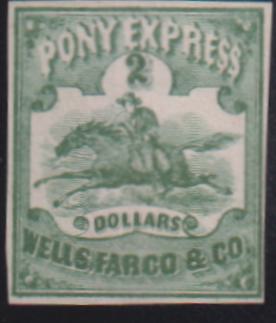 PONY EXPRESS
2
DOLLARS
WELLS, FARGO & CO.